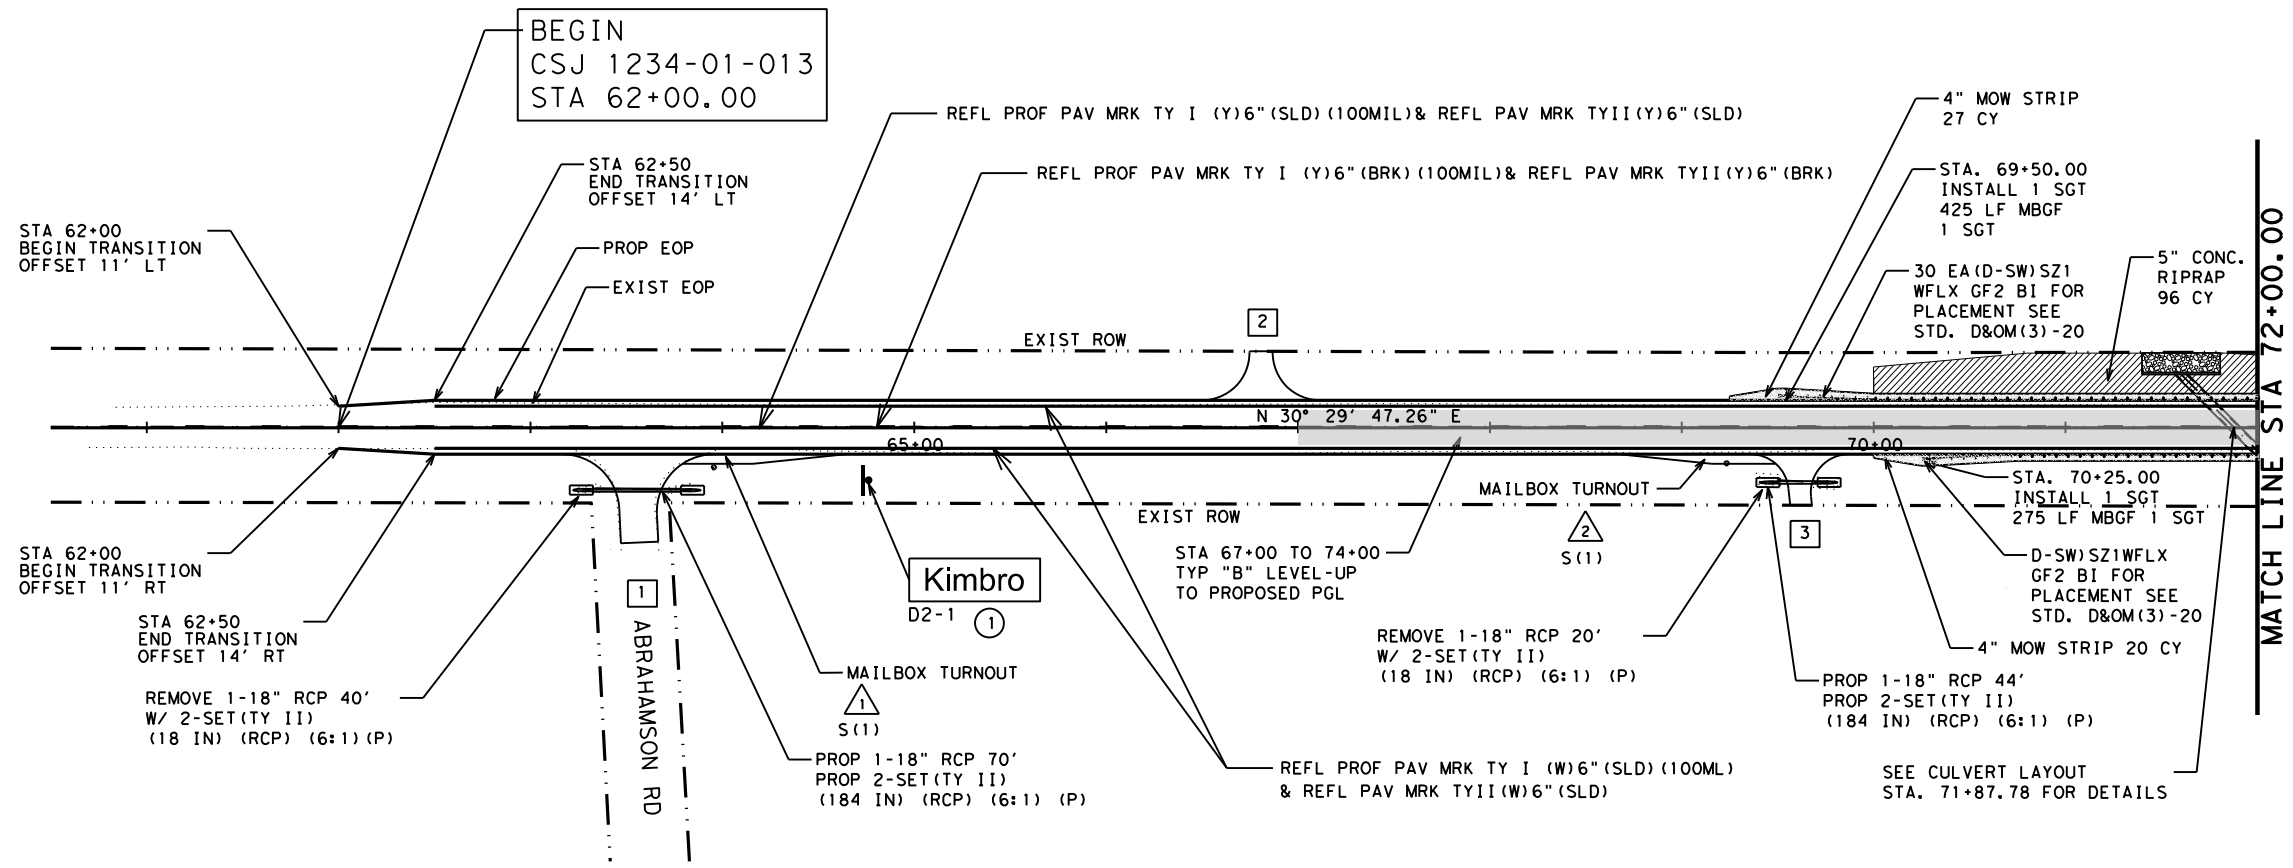 BEGIN
CSJ 1234-01-013
STA 62+00.00
REFL PROF PAV MRK TY I (Y)6"(SLD)(100MIL)& REFL PAV MRK TYII(Y)6"(SLD)
REFL PROF PAV MRK TY I (Y)6"(BRK)(100MIL)& REFL PAV MRK TYII(Y)6"(BRK)
4" MOW STRIP
27 CY
STA. 69+50.00
INSTALL 1 SGT
425 LF MBGF
1 SGT
30 EA(D-SW)SZ1
WFLX GF2 BI FOR
PLACEMENT SEE
STD. D&OM(3)-20
5" CONC.
RIPRAP
96 CY
MATCH LINE STA 72+00.00
STA 62+50
END TRANSITION
OFFSET 14' LT
STA 62+00
BEGIN TRANSITION
OFFSET 11' LT
PROP EOP
EXIST EOP
EXIST ROW
2
N 30° 29' 47.26" E
65+00
70+00
STA 62+00
BEGIN TRANSITION
OFFSET 11' RT
STA 62+50
END TRANSITION
OFFSET 14' RT
REMOVE 1-18" RCP 40'
W/ 2-SET(TY II)
(18 IN) (RCP) (6:1)(P)
1
ABRAHAMSON RD
Kimbro
D2-1
1
MAILBOX TURNOUT
1
S(1)
PROP 1-18" RCP 70'
PROP 2-SET(TY II)
(184 IN) (RCP) (6:1) (P)
EXIST ROW
STA 67+00 TO 74+00
TYP "B" LEVEL-UP
TO PROPOSED PGL
MAILBOX TURNOUT
2
S(1)
3
REMOVE 1-18" RCP 20'
W/ 2-SET(TY II)
(18 IN) (RCP) (6:1) (P)
REFL PROF PAV MRK TY I (W)6"(SLD)(100ML)
& REFL PAV MRK TYII(W)6"(SLD)
STA. 70+25.00
INSTALL 1 SGT
275 LF MBGF 1 SGT
D-SW)SZ1WFLX
GF2 BI FOR
PLACEMENT SEE
STD. D&OM(3)-20
4" MOW STRIP 20 CY
PROP 1-18" RCP 44'
PROP 2-SET(TY II)
(184 IN) (RCP) (6:1) (P)
SEE CULVERT LAYOUT
STA. 71+87.78 FOR DETAILS